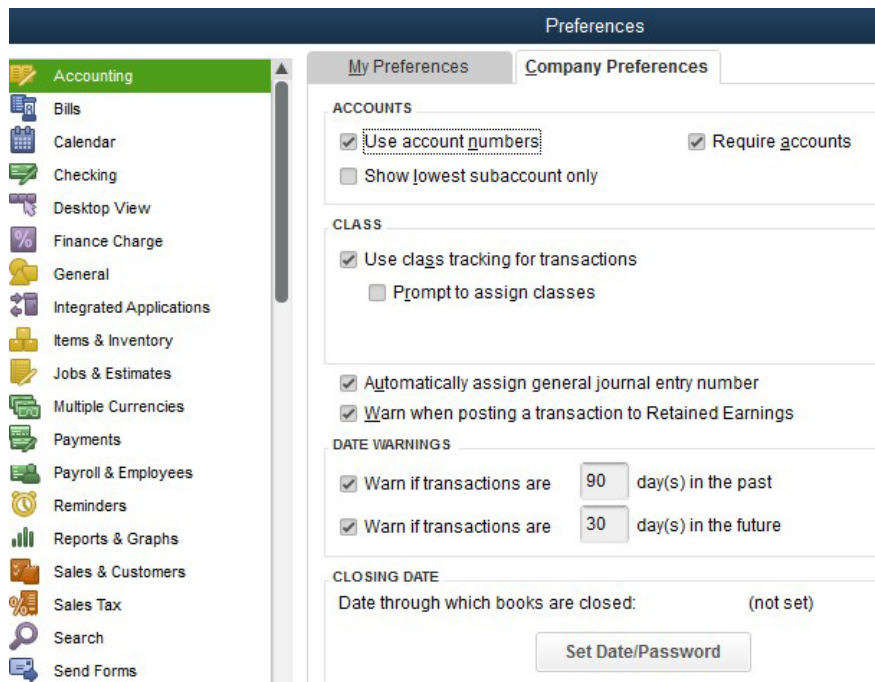 Preferences
Accounting
Bills
Calendar
Checking
Desktop View
Finance Charge
General
Integrated Applications
Items & Inventory
Jobs & Estimates
Multiple Currencies
Payments
Payroll & Employees
Reminders
Reports & Graphs
Sales & Customers
Sales Tax
Search
Send Forms
My Preferences
Company Preferences
ACCOUNTS
Use account numbers
Require accounts
Show lowest subaccount only
CLASS
Use class tracking for transactions
Prompt to assign classes
Automatically assign general journal entry number
Warn when posting a transaction to Retained Earnings
DATE WARNINGS
Warn if transactions are 90 day(s) in the past
Warn if transactions are 30 day(s) in the future
CLOSING DATE
Date through which books are closed: (not set)
Set Date/Password